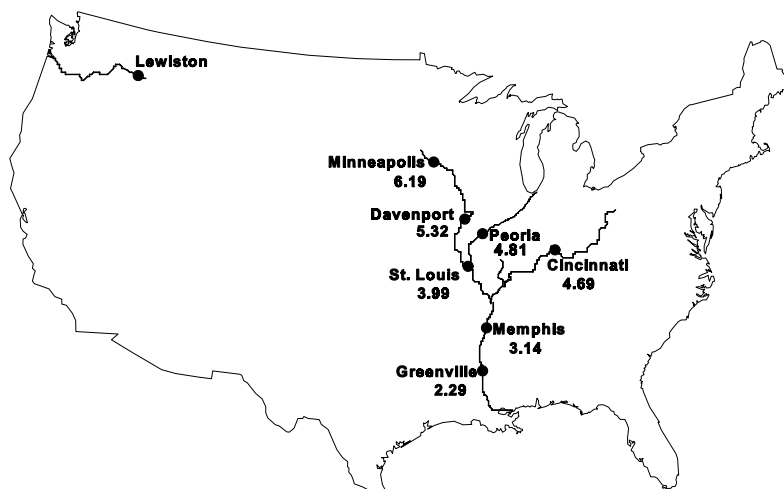 Lewiston
Minneapolis
6.19
Davenport
5.32
Peoria
4.81
Cincinnati
4.69
St. Louis
3.99
Memphis
3.14
Greenville
2.29